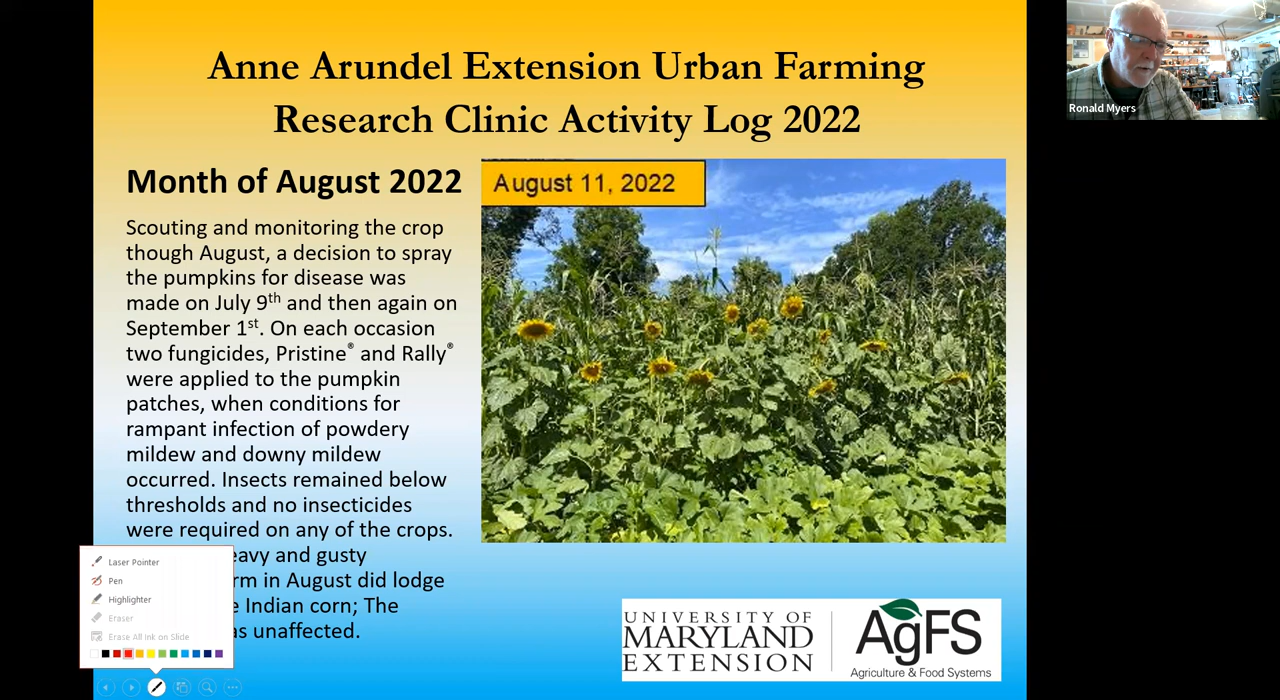 Anne Arundel Extension Urban Farming
Research Clinic Activity Log 2022
Month of August 2022
Scouting and monitoring the crop
though August, a decision to spray
the pumpkins for disease was
made on July 9th and then again on
September 1st. On each occasion
two fungicides, Pristine® and Rally®
were applied to the pumpkin
patches, when conditions for
rampant infection of powdery
mildew and downy mildew
occurred. Insects remained below
thresholds and no insecticides
were required on any of the crops.
and gusty
in August did lodge
Indian corn; The
unaffected.
August 11, 2022
UNIVERSITY OF
MARYLAND
EXTENSION
AgFS
Agriculture & Food Systems
Laser Pointer
Pen
Highlighter
Eraser
Erase All Ink on Slide
Ronald Myers